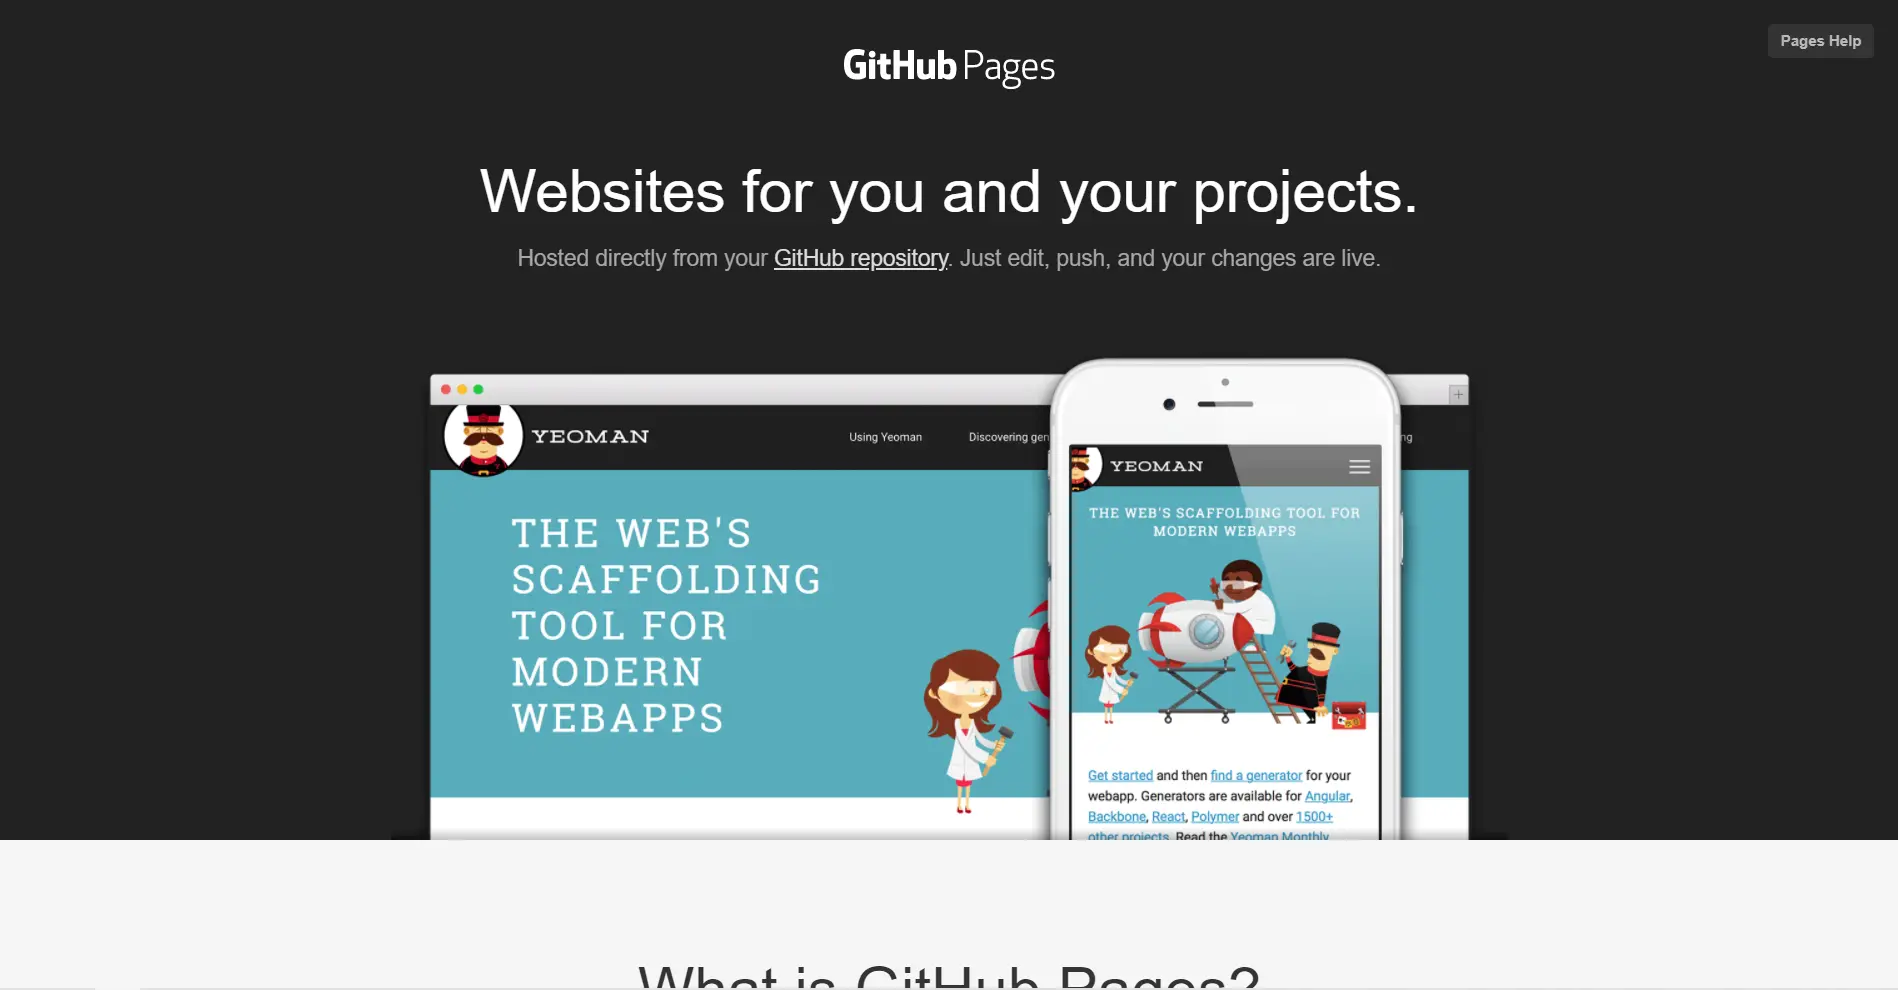 Pages Help
GitHub Pages
Websites for you and your projects.
Hosted directly from your GitHub repository. Just edit, push, and your changes are live.
YEOMAN
Using Yeoman
Discovering gen
ng
THE WEB'S
SCAFFOLDING
TOOL FOR
MODERN
WEBAPPS
YEOMAN
THE WEB'S SCAFFOLDING TOOL FOR
MODERN WEBAPPS
Get started and then find a generator for your
webapp. Generators are available for Angular,
Backbone, React, Polymer and over 1500+
other projects. Read the Yeoman Monthly
What is GitHub Pages?